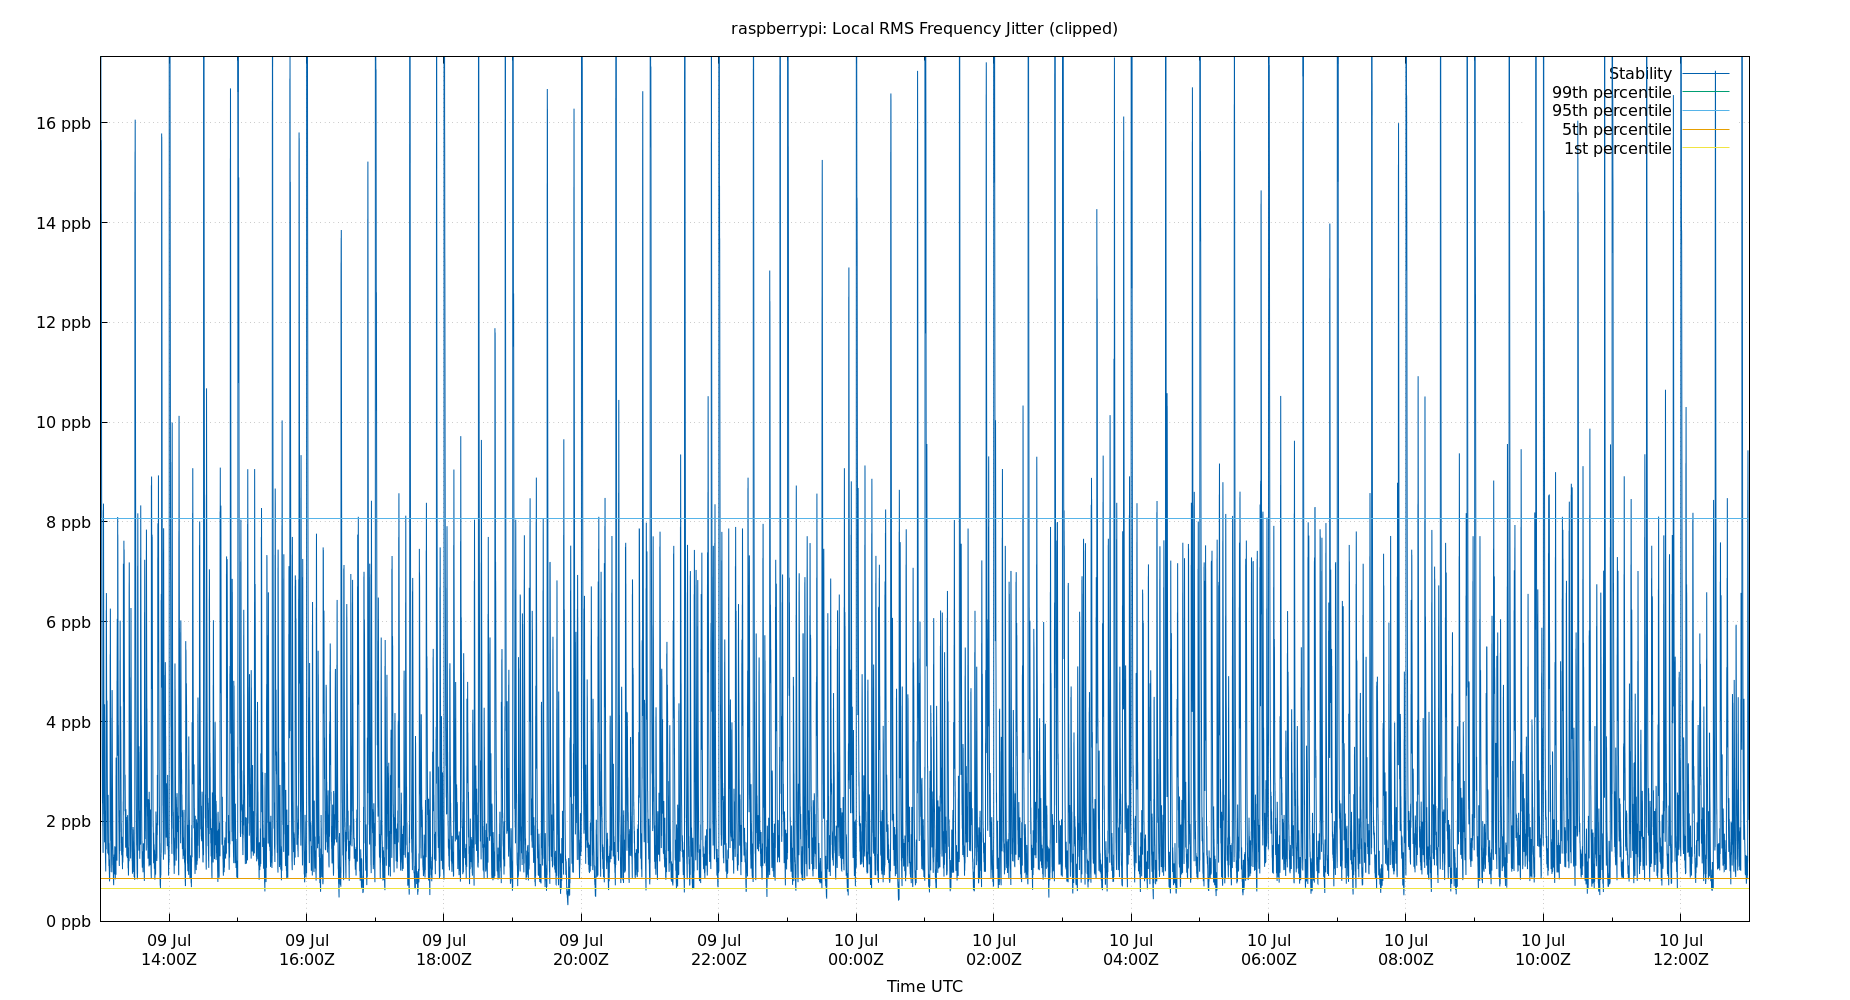 raspberrypi: Local RMS Frequency Jitter (clipped)
Stability
99th percentile
95th percentile
5th percentile
1st percentile
16 ppb
14 ppb
12 ppb
10 ppb
8 ppb
6 ppb
4 ppb
2 ppb
0 ppb
09 Jul 09 Jul 09 Jul 09 Jul 09 Jul 10 Jul 10 Jul 10 Jul 10 Jul 10 Jul 10 Jul 10 Jul
14:00Z 16:00Z 18:00Z 20:00Z 22:00Z 00:00Z 02:00Z 04:00Z 06:00Z 08:00Z 10:00Z 12:00Z
Time UTC